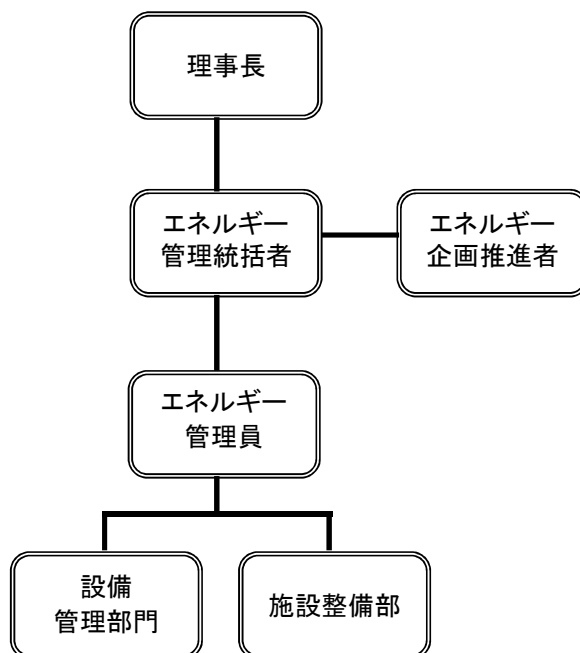 理事長
エネルギー
管理統括者
エネルギー
企画推進者
エネルギー
管理員
設備
管理部門
施設整備部